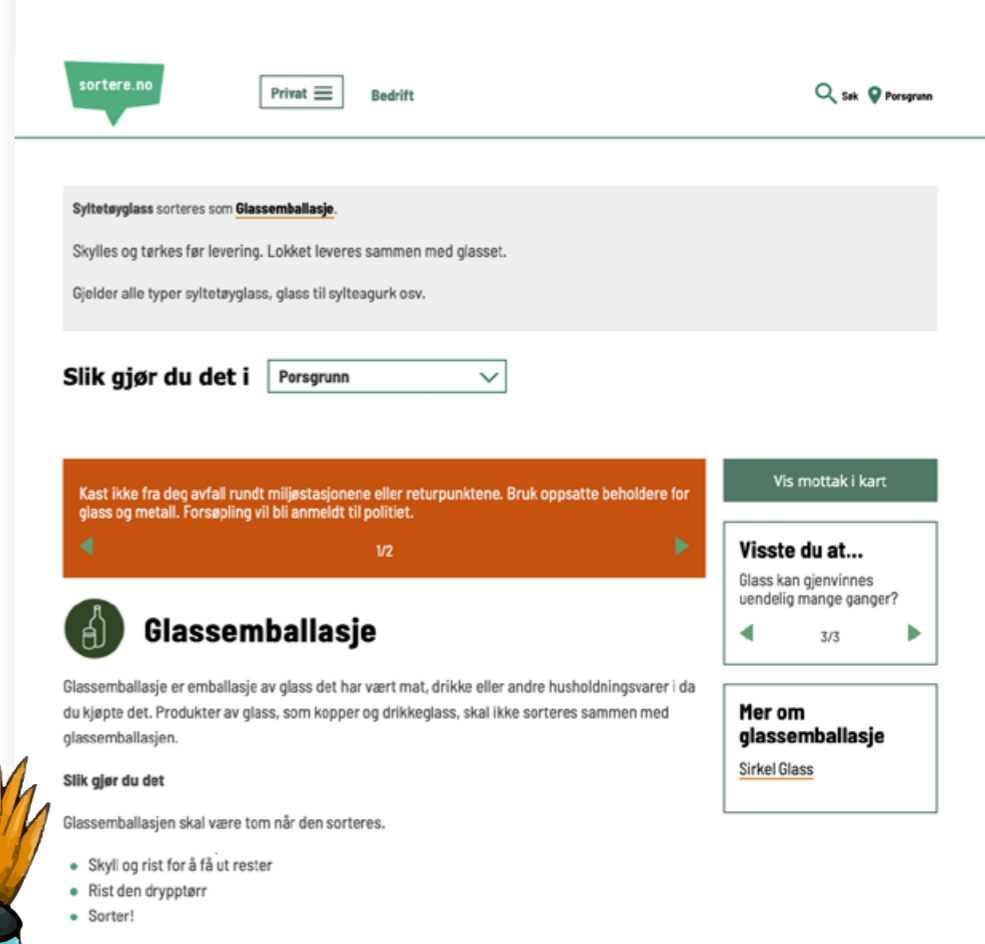 sortere.no
Privat
Bedrift
Søk
Porsgrunn
Syltetøyglass sorteres som Glassemballasje.
Skylles og tørkes før levering. Lokket leveres sammen med glasset.
Gjelder alle typer syltetøyglass, glass til sylteagurk osv.
Slik gjør du det i
Porsgrunn
Kast ikke fra deg avfall rundt miljøstasjonene eller returpunktene. Bruk oppsatte beholdere for
glass og metall. Forsøpling vil bli anmeldt til politiet.
1/2
Glassemballasje
Glassemballasje er emballasje av glass det har vært mat, drikke eller andre husholdningsvarer i da
du kjøpte det. Produkter av glass, som kopper og drikkeglass, skal ikke sorteres sammen med
glassemballasjen.
Slik gjør du det
Glassemballasjen skal være tom når den sorteres.
Skyll og rist for å få ut rester
Rist den drypptørr
Sorter!
Vis mottak i kart
Visste du at...
Glass kan gjenvinnes
uendelig mange ganger?
3/3
Mer om
glassemballasje
Sirkel Glass